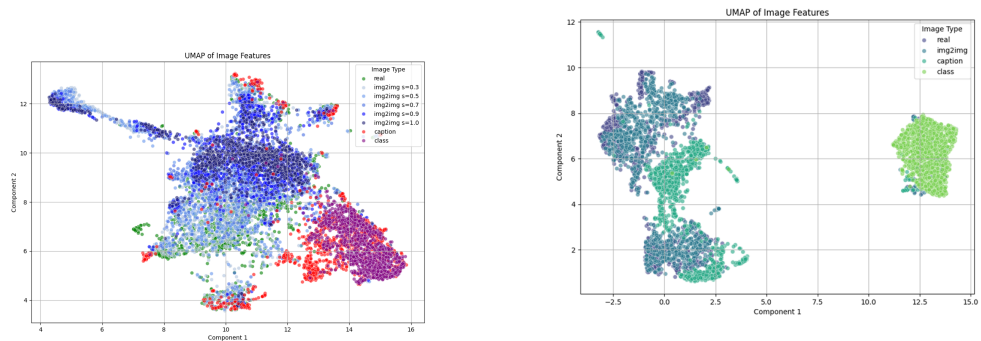 UMAP of Image Features
Image Type
real
img2img s=0.3
img2img s=0.5
img2img s=0.7
img2img s=0.9
img2img s=1.0
caption
class
Component 2
12
10
8
6
4
4
6
8
10
12
14
16
Component 1
UMAP of Image Features
Image Type
real
img2img
caption
class
Component 2
12
10
8
6
4
2
−2.5
0.0
2.5
5.0
7.5
10.0
12.5
15.0
Component 1